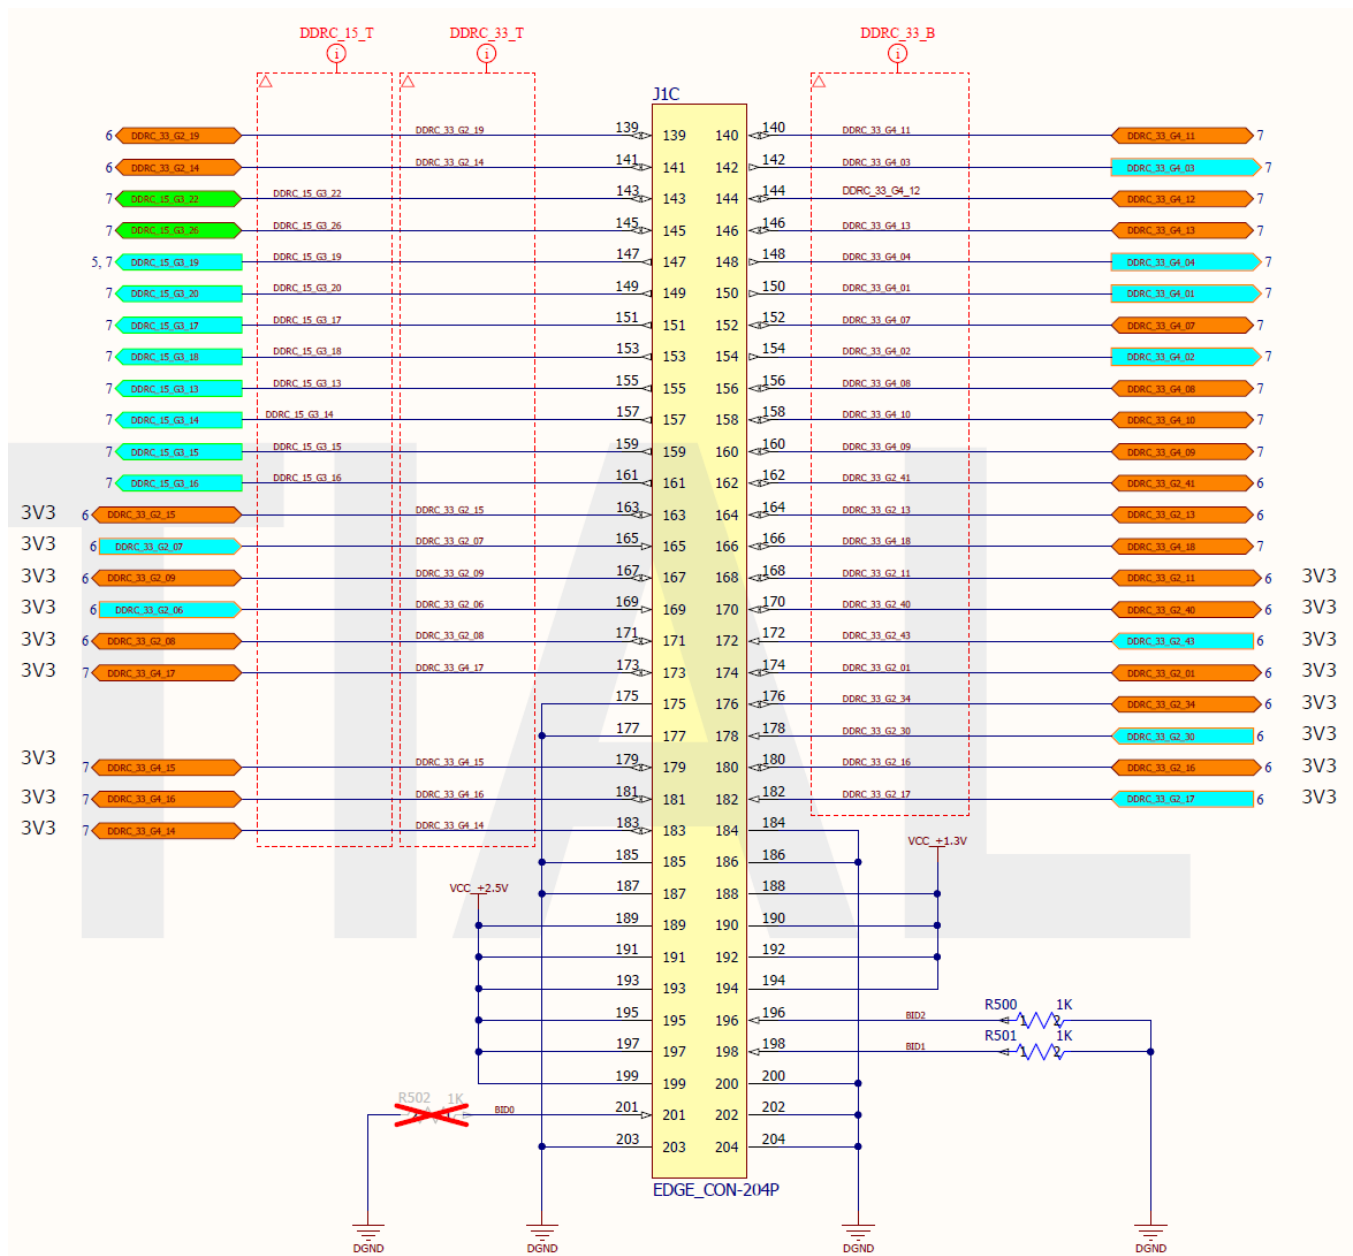 DDRC_15_T DDRC_33_T DDRC_33_B
i i i
J1C
6 DDRC_33_G2_19 DDRC_33_G2_19 139 139 140 140 DDRC_33_G4_11 DDRC_33_G4_11 7
6 DDRC_33_G2_14 DDRC_33_G2_14 141 141 142 142 DDRC_33_G4_03 DDRC_33_G4_03 7
7 DDRC_15_G3_22 DDRC_15_G3_22 143 143 144 144 DDRC_33_G4_12 DDRC_33_G4_12 7
7 DDRC_15_G3_26 DDRC_15_G3_26 145 145 146 146 DDRC_33_G4_13 DDRC_33_G4_13 7
5, 7 DDRC_15_G3_19 DDRC_15_G3_19 147 147 148 148 DDRC_33_G4_04 DDRC_33_G4_04 7
7 DDRC_15_G3_20 DDRC_15_G3_20 149 149 150 150 DDRC_33_G4_01 DDRC_33_G4_01 7
7 DDRC_15_G3_17 DDRC_15_G3_17 151 151 152 152 DDRC_33_G4_07 DDRC_33_G4_07 7
7 DDRC_15_G3_18 DDRC_15_G3_18 153 153 154 154 DDRC_33_G4_02 DDRC_33_G4_02 7
7 DDRC_15_G3_13 DDRC_15_G3_13 155 155 156 156 DDRC_33_G4_08 DDRC_33_G4_08 7
7 DDRC_15_G3_14 DDRC_15_G3_14 157 157 158 158 DDRC_33_G4_10 DDRC_33_G4_10 7
7 DDRC_15_G3_15 DDRC_15_G3_15 159 159 160 160 DDRC_33_G4_09 DDRC_33_G4_09 7
7 DDRC_15_G3_16 DDRC_15_G3_16 161 161 162 162 DDRC_33_G2_41 DDRC_33_G2_41 6
3V3 6 DDRC_33_G2_15 DDRC_33_G2_15 163 163 164 164 DDRC_33_G2_13 DDRC_33_G2_13 6
3V3 6 DDRC_33_G2_07 DDRC_33_G2_07 165 165 166 166 DDRC_33_G4_18 DDRC_33_G4_18 7
3V3 6 DDRC_33_G2_09 DDRC_33_G2_09 167 167 168 168 DDRC_33_G2_11 DDRC_33_G2_11 6 3V3
3V3 6 DDRC_33_G2_06 DDRC_33_G2_06 169 169 170 170 DDRC_33_G2_40 DDRC_33_G2_40 6 3V3
3V3 6 DDRC_33_G2_08 DDRC_33_G2_08 171 171 172 172 DDRC_33_G2_43 DDRC_33_G2_43 6 3V3
3V3 7 DDRC_33_G4_17 DDRC_33_G4_17 173 173 174 174 DDRC_33_G2_01 DDRC_33_G2_01 6 3V3
175 175 176 176 DDRC_33_G2_34 DDRC_33_G2_34 6 3V3
177 177 178 178 DDRC_33_G2_30 DDRC_33_G2_30 6 3V3
3V3 7 DDRC_33_G4_15 DDRC_33_G4_15 179 179 180 180 DDRC_33_G2_16 DDRC_33_G2_16 6 3V3
3V3 7 DDRC_33_G4_16 DDRC_33_G4_16 181 181 182 182 DDRC_33_G2_17 DDRC_33_G2_17 6 3V3
3V3 7 DDRC_33_G4_14 DDRC_33_G4_14 183 183 184 184
VCC_+1.3V
185 185 186 186
VCC_+2.5V 187 187 188 188
189 189 190 190
191 191 192 192
193 193 194 194
195 195 196 196 BID2 R500 1 2 1K
197 197 198 198 BID1 R501 1 2 1K
199 199 200 200
R502 1K BID0 201 201 202 202
203 203 204 204
EDGE_CON-204P
DGND DGND DGND DGND
TIAL